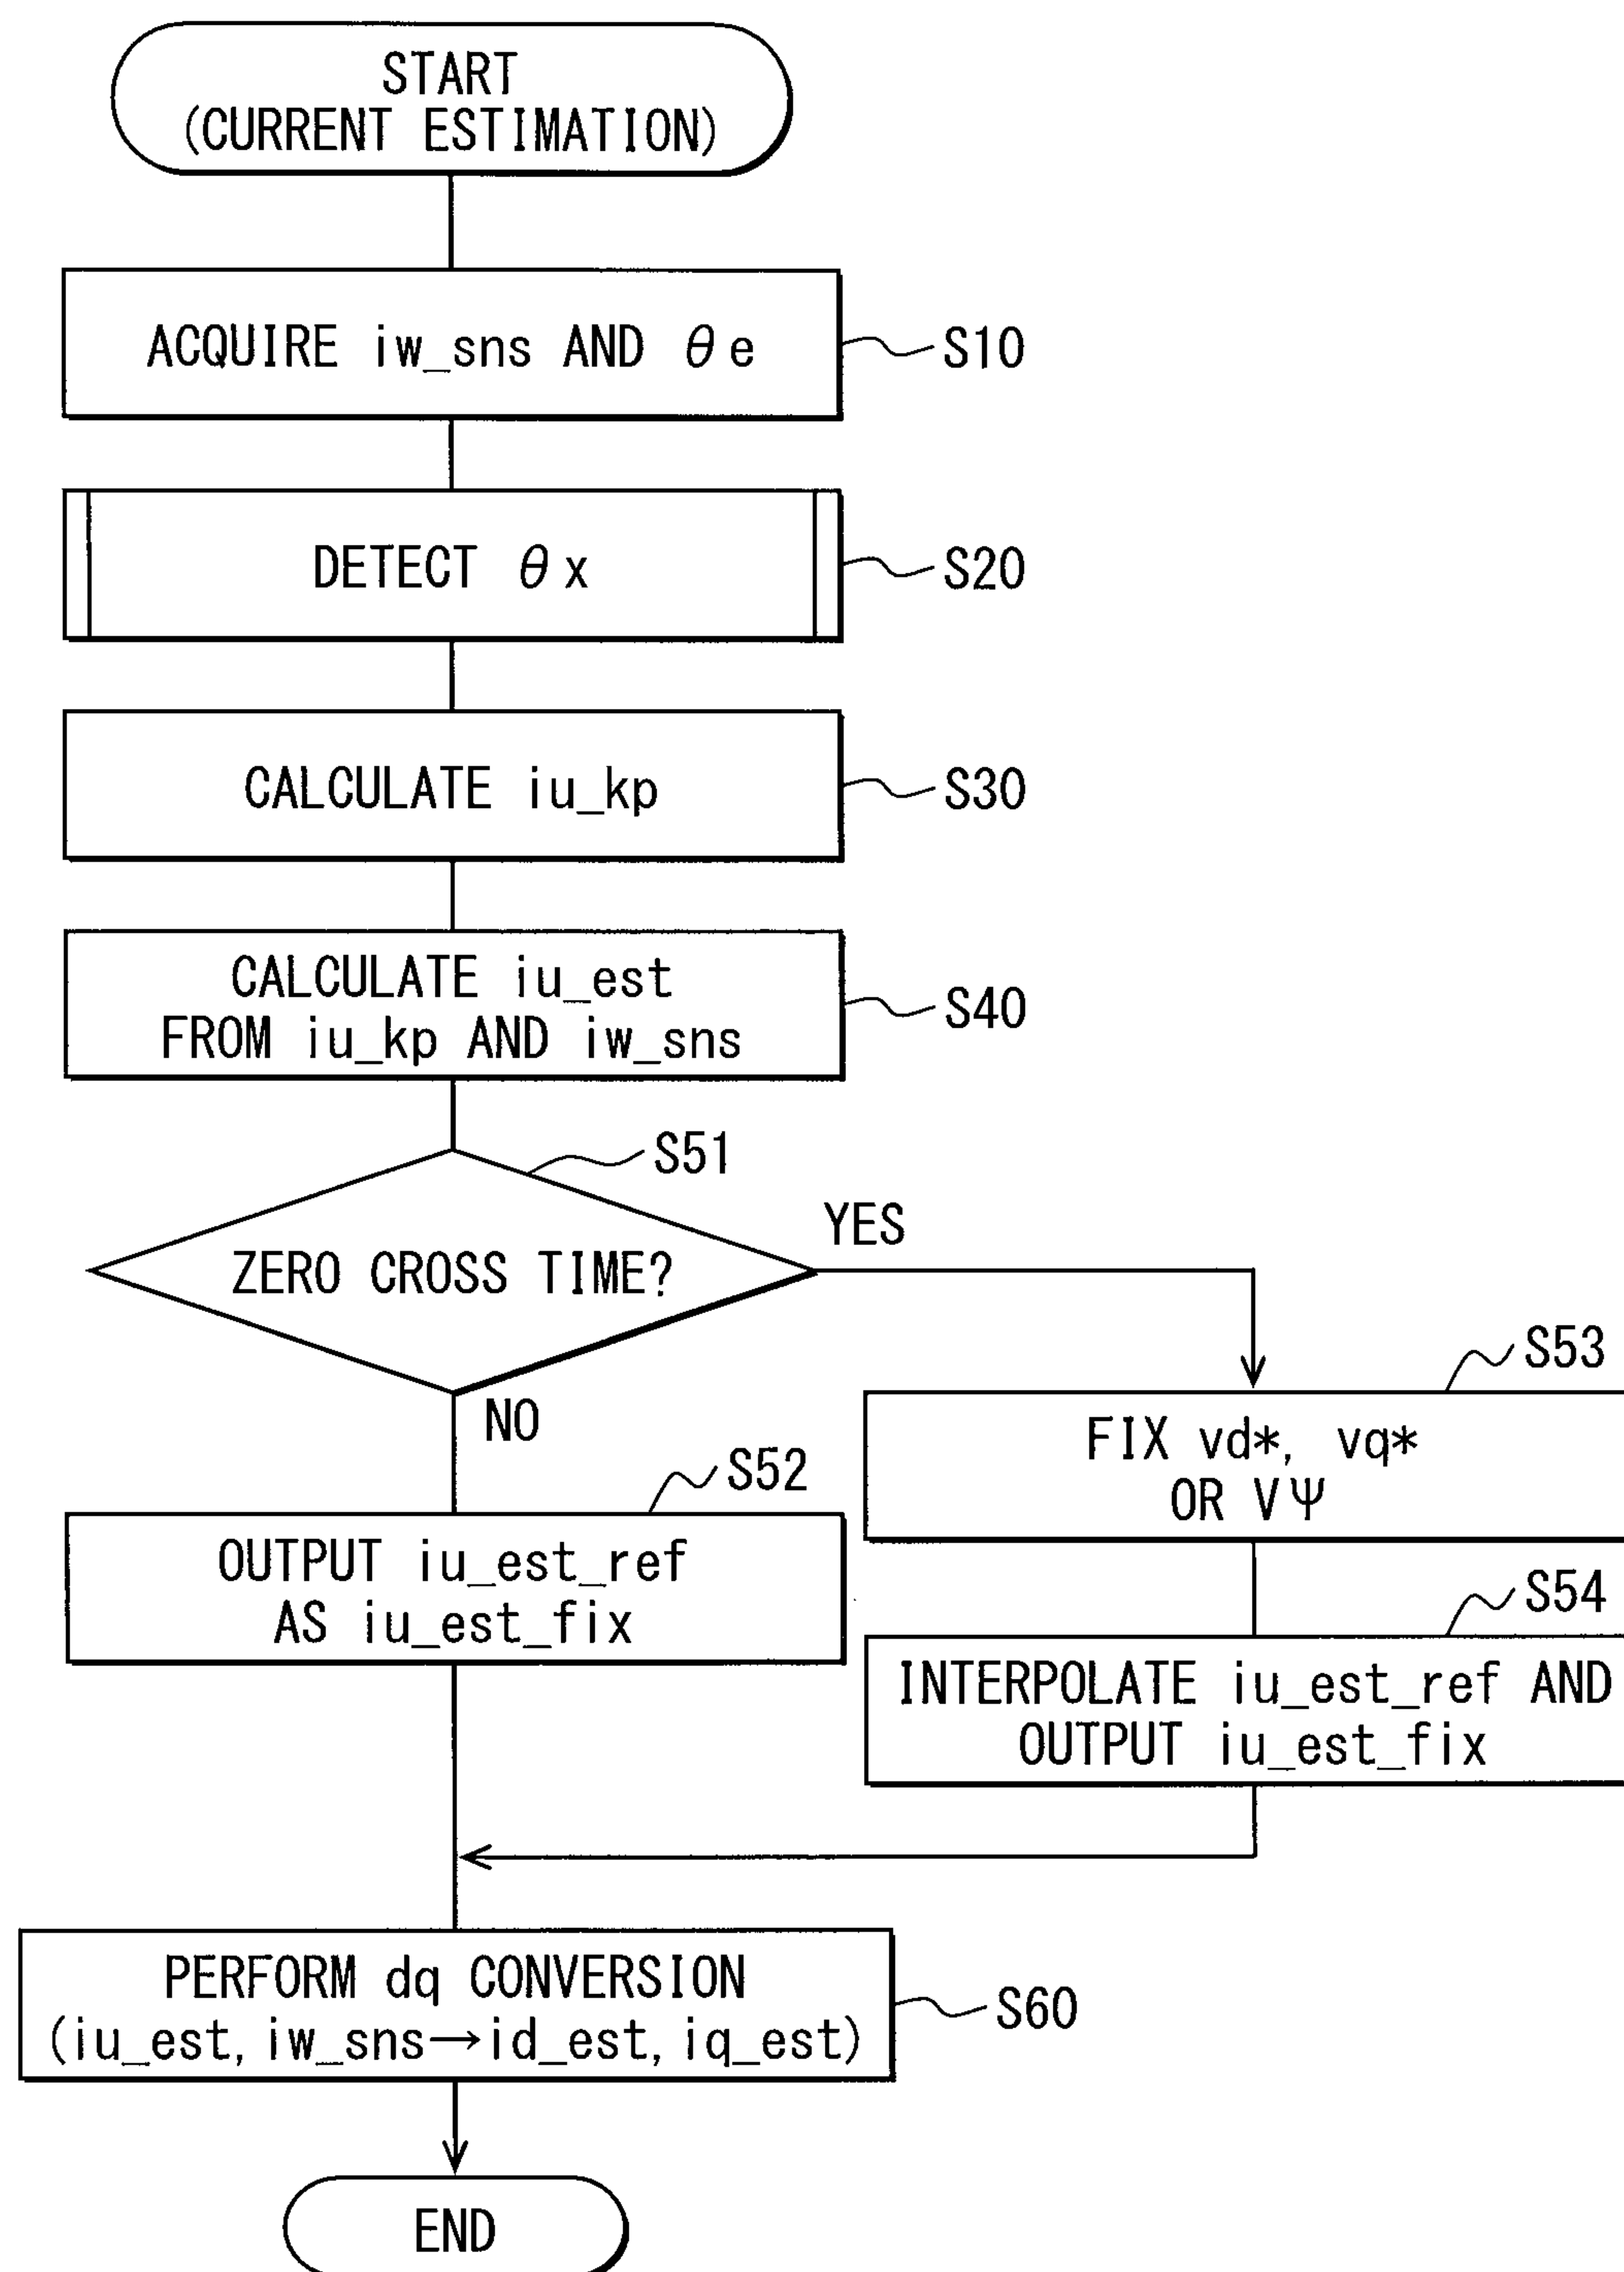 START
(CURRENT ESTIMATION)
ACQUIRE iw_sns AND θe
S10
DETECT θx
S20
CALCULATE iu_kp
S30
CALCULATE iu_est
FROM iu_kp AND iw_sns
S40
S51
ZERO CROSS TIME?
YES
NO
S53
FIX vd*, vq*
OR VΨ
S52
OUTPUT iu_est_ref
AS iu_est_fix
S54
INTERPOLATE iu_est_ref AND
OUTPUT iu_est_fix
PERFORM dq CONVERSION
(iu_est, iw_sns→id_est, iq_est)
S60
END